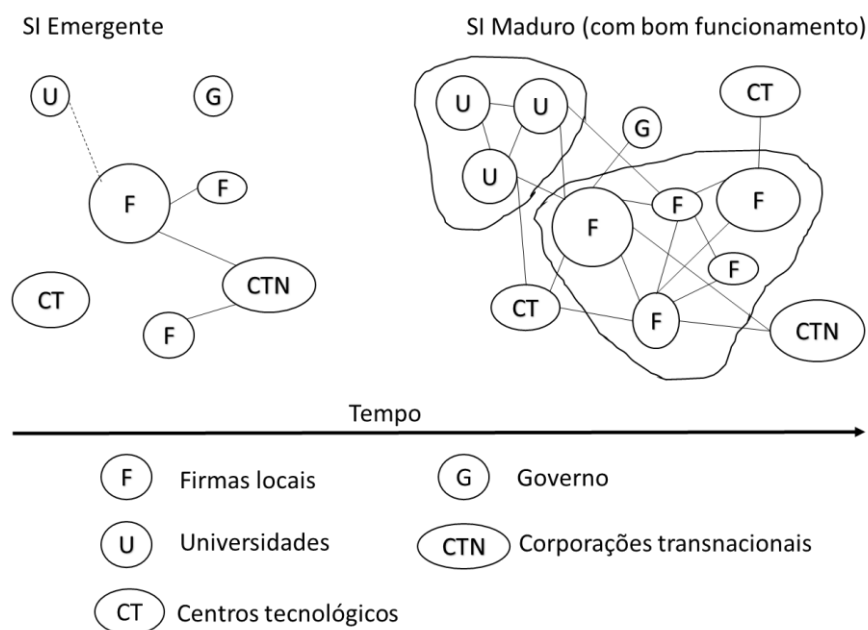 SI Emergente
SI Maduro (com bom funcionamento)
U
G
F
F
CT
CTN
F
U
U
U
G
CT
F
F
F
F
F
CT
CTN
Tempo
F Firmas locais
G Governo
U Universidades
CTN Corporações transnacionais
CT Centros tecnológicos